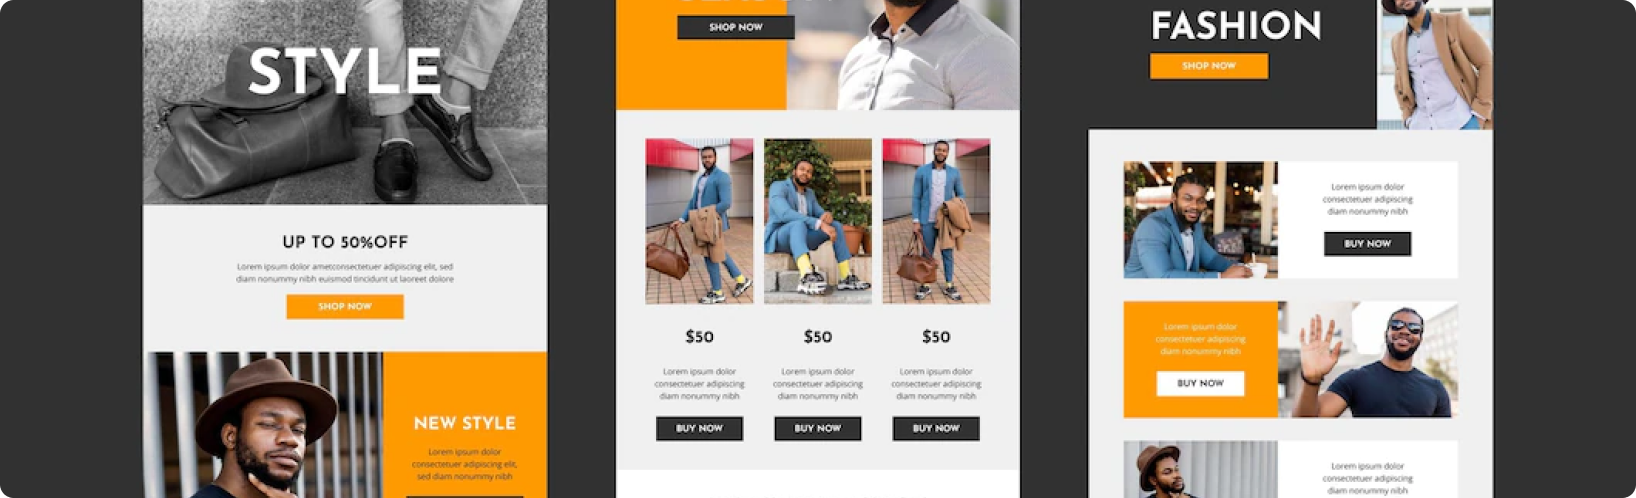 STYLE
UP TO 50%OFF
Lorem ipsum dolor ametconsectetuer adipiscing elit, sed
diam nonummy nibh euismod tincidunt ut laoreet dolore
SHOP NOW
NEW STYLE
Lorem ipsum dolor
consectetuer adipiscing elit,
sed diam nonummy nibh
SHOP NOW
$50
$50
$50
Lorem ipsum dolor
consectetuer adipiscing
diam nonummy nibh
Lorem ipsum dolor
consectetuer adipiscing
diam nonummy nibh
Lorem ipsum dolor
consectetuer adipiscing
diam nonummy nibh
BUY NOW
BUY NOW
BUY NOW
FASHION
SHOP NOW
Lorem ipsum dolor
consectetuer adipiscing
diam nonummy nibh
BUY NOW
Lorem ipsum dolor
consectetuer adipiscing
diam nonummy nibh
BUY NOW
Lorem ipsum dolor
consectetuer adipiscing
diam nonummy nibh